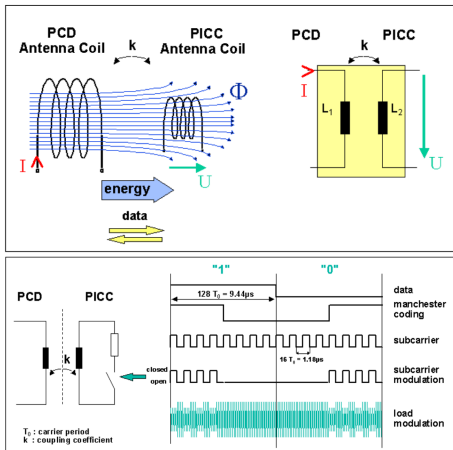 PCD Antenna Coil
k
PICC Antenna Coil
Φ
I
U
energy
data
PCD
k
PICC
I
L1
L2
U
PCD
PICC
k
closed
open
T0 : carrier period
k : coupling coefficient
"1"
"0"
128 T0 = 9.44µs
data
manchester coding
subcarrier
16 T0 = 1.18µs
subcarrier modulation
load modulation